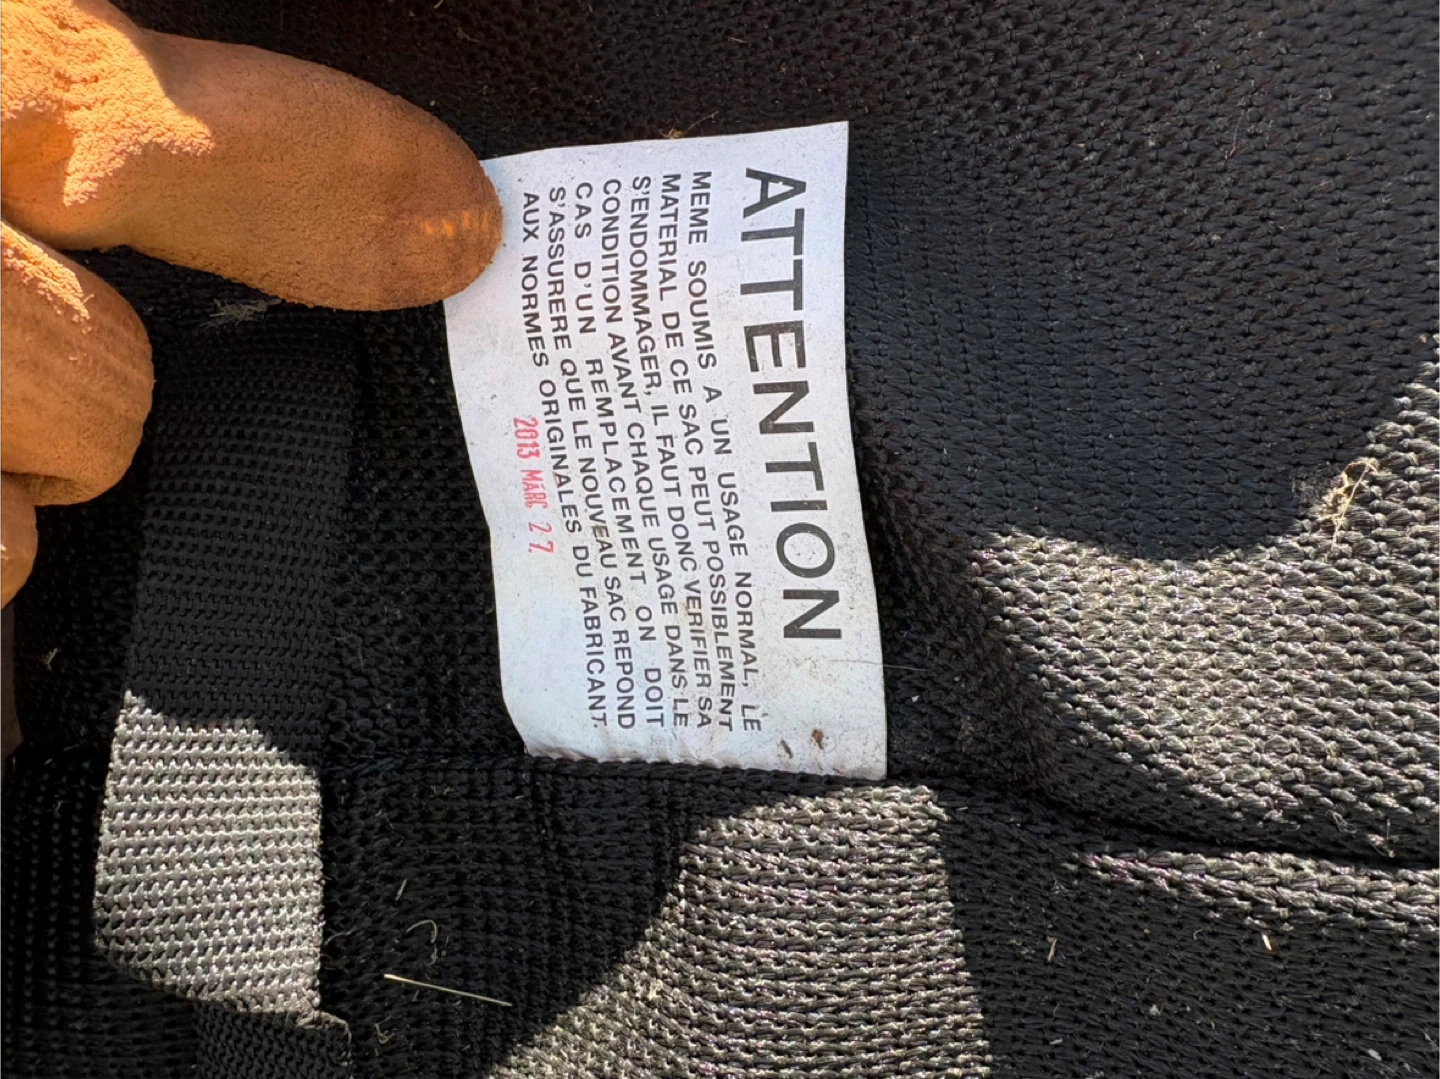 ATTENTION
MEME SOUMIS A UN USAGE NORMAL, LE
MATERIAL DE CE SAC PEUT POSSIBLEMENT
S'ENDOMMAGER, IL FAUT DONC VERIFIER SA
CONDITION AVANT CHAQUE USAGE DANS LE
CAS D'UN REMPLACEMENT ON DOIT
S'ASSURERE QUE LE NOUVEAU SAC REPOND
AUX NORMES ORIGINALES DU FABRICANT.
2013 MAR. 27.